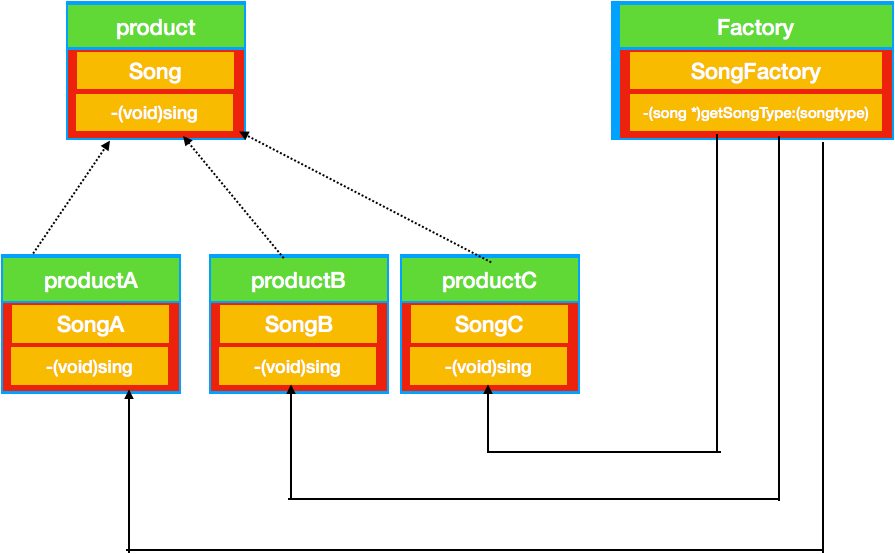 product
Song
-(void)sing
Factory
SongFactory
-(song *)getSongType:(songtype)
productA
SongA
-(void)sing
productB
SongB
-(void)sing
productC
SongC
-(void)sing